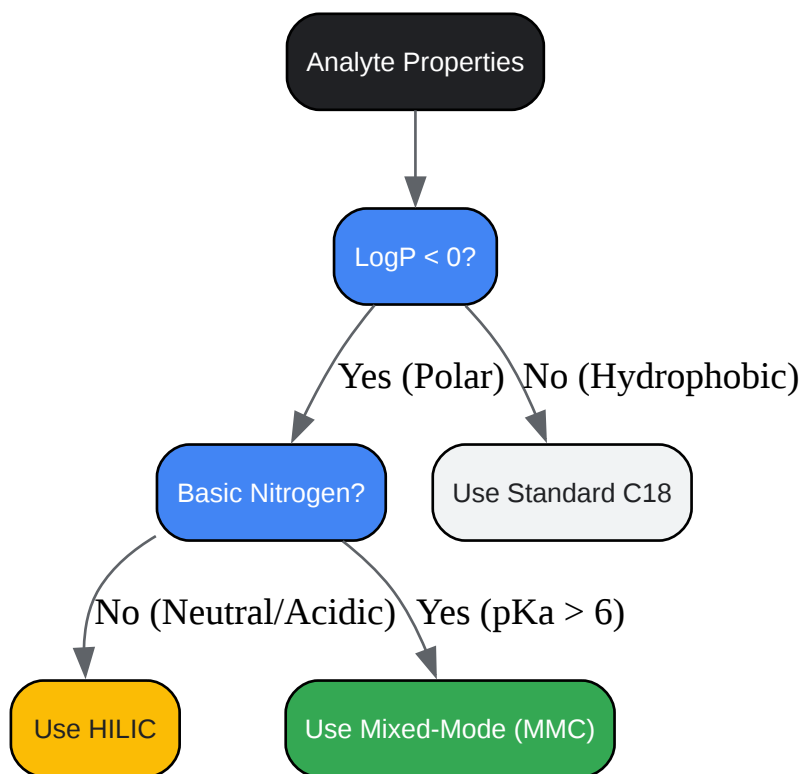 Analyte Properties
LogP < 0?
Yes (Polar)
No (Hydrophobic)
Basic Nitrogen?
Use Standard C18
No (Neutral/Acidic)
Yes (pKa > 6)
Use HILIC
Use Mixed-Mode (MMC)